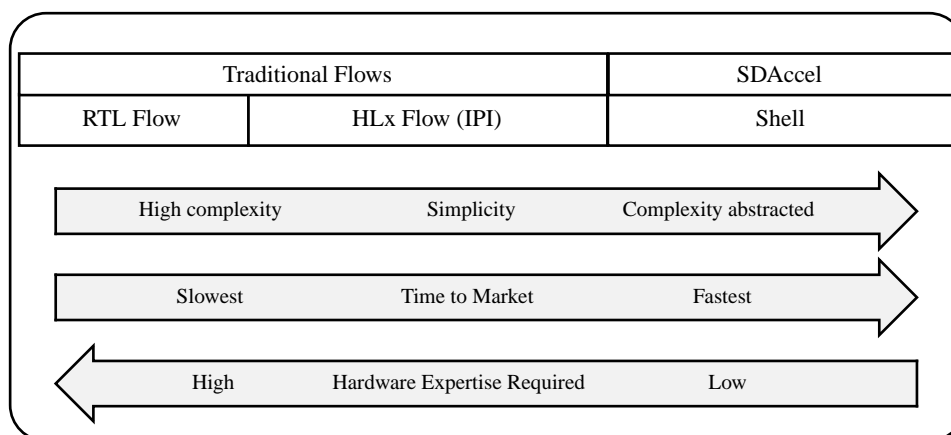 Traditional Flows SDAccel
RTL Flow HLx Flow (IPI) Shell
High complexity Simplicity Complexity abstracted
Slowest Time to Market Fastest
High Hardware Expertise Required Low